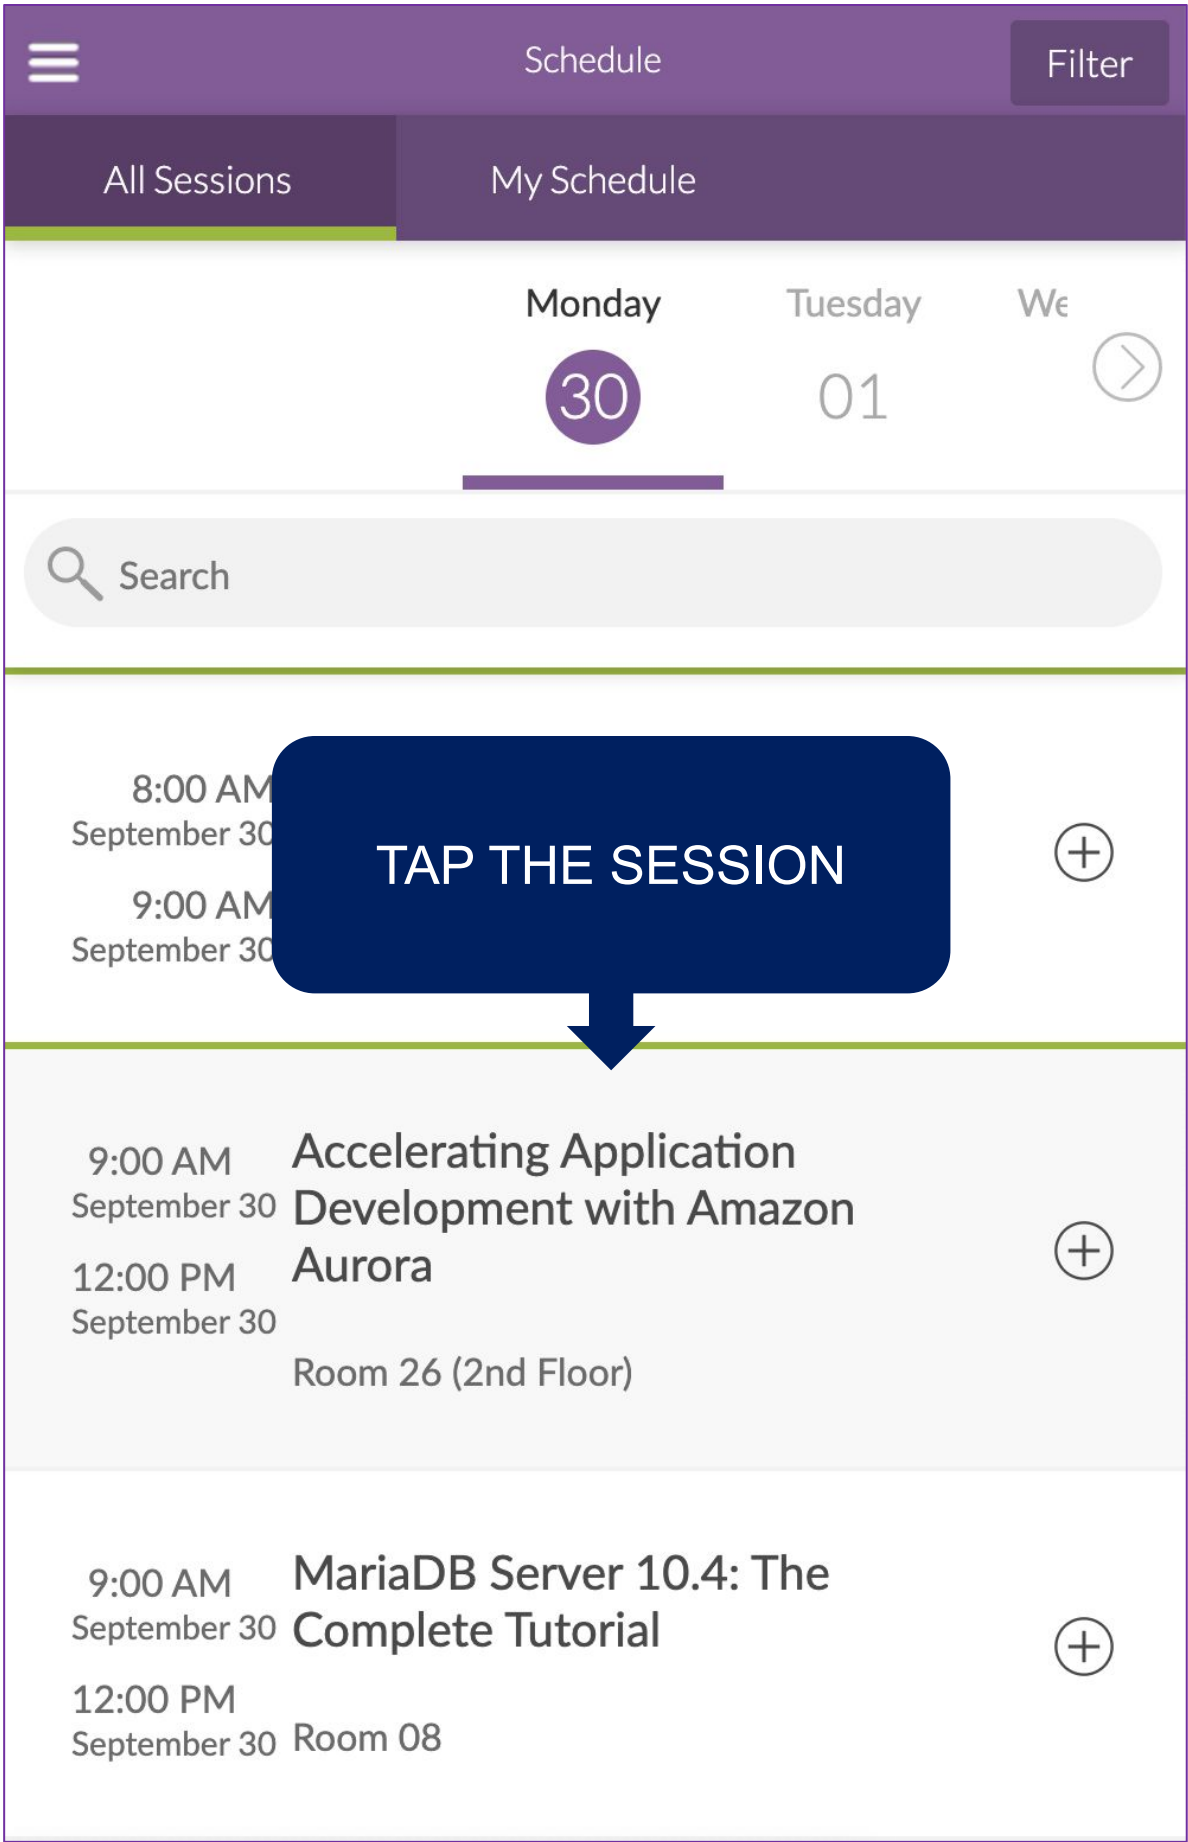 Schedule
Filter
All Sessions
My Schedule
Monday
Tuesday
We
30
01
Search
8:00 AM
September 30
9:00 AM
September 30
TAP THE SESSION
9:00 AM
September 30
12:00 PM
September 30
Accelerating Application
Development with Amazon
Aurora
Room 26 (2nd Floor)
9:00 AM
September 30
12:00 PM
September 30
MariaDB Server 10.4: The
Complete Tutorial
Room 08